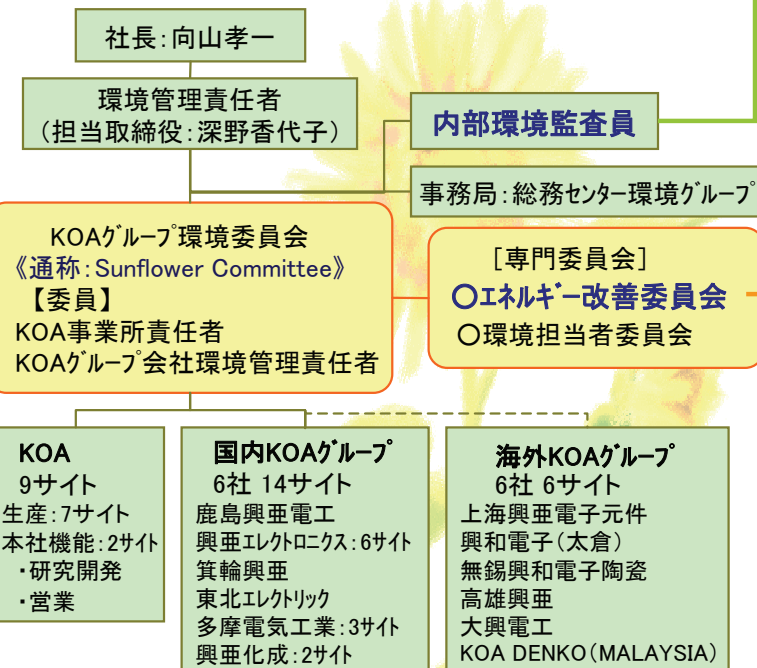 社長:向山孝一
環境管理責任者
(担当取締役:深野香代子)
内部環境監査員
事務局:総務センター環境グループ
KOAグループ環境委員会
《通称:Sunflower Committee》
【委員】
KOA事業所責任者
KOAグループ会社環境管理責任者
[専門委員会]
○エネルギー改善委員会
○環境担当者委員会
KOA
9サイト
生産:7サイト
本社機能:2サイト
・研究開発
・営業
国内KOAグループ
6社 14サイト
鹿島興亜電工
興亜エレクトロニクス:6サイト
箕輪興亜
東北エレクトリック
多摩電気工業:3サイト
興亜化成:2サイト
海外KOAグループ
6社 6サイト
上海興亜電子元件
興和電子(太倉)
無錫興和電子陶瓷
高雄興亜
大興電工
KOA DENKO(MALAYSIA)